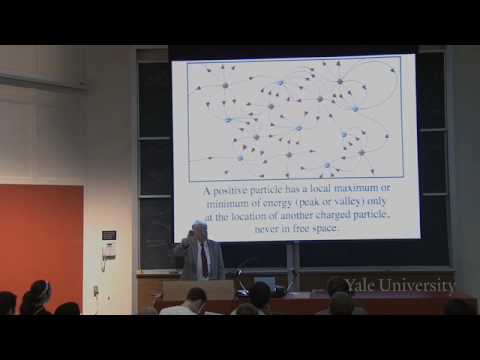 A positive particle has a local maximum or
minimum of energy (peak or valley) only
at the location of another charged particle,
never in free space.
Yale University